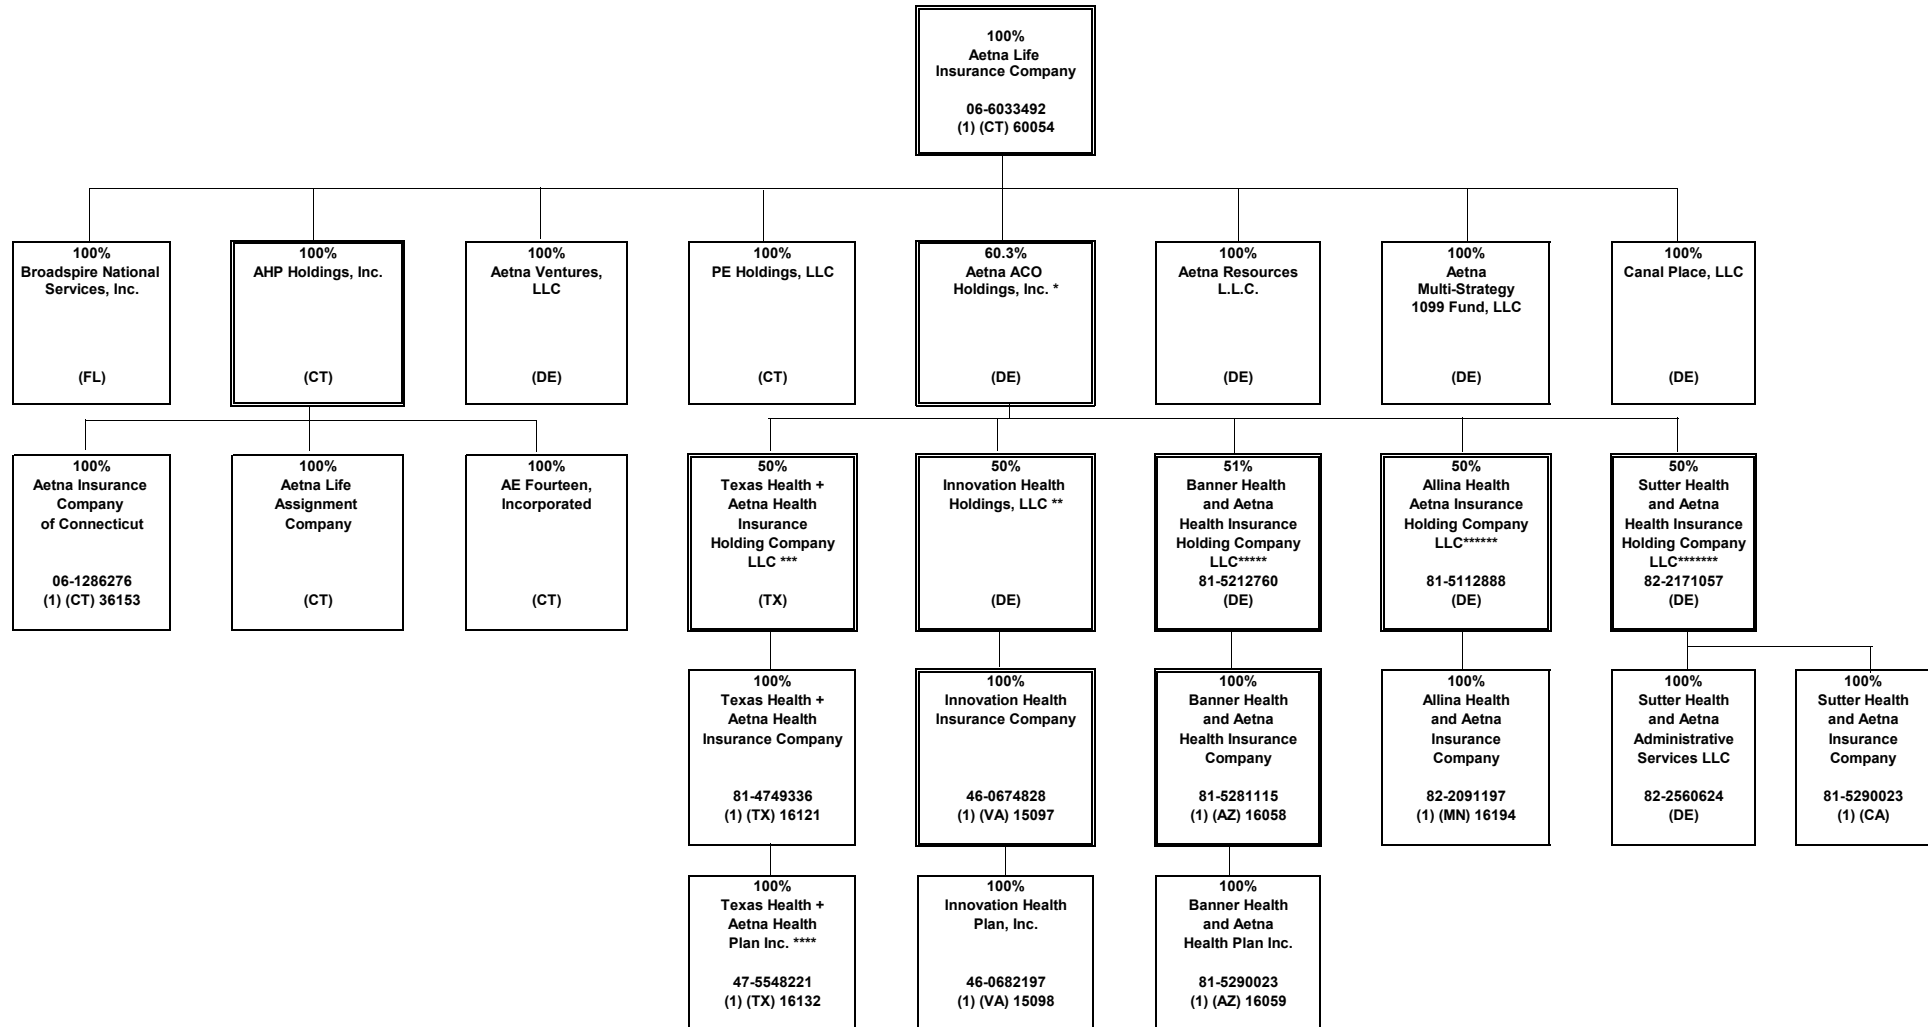 100%
Aetna Life
Insurance Company
06-6033492
(1) (CT) 60054
100%
Broadspire National
Services, Inc.
(FL)
100%
AHP Holdings, Inc.
(CT)
100%
Aetna Ventures,
LLC
(DE)
100%
PE Holdings, LLC
(CT)
60.3%
Aetna ACO
Holdings, Inc. *
(DE)
100%
Aetna Resources
L.L.C.
(DE)
100%
Aetna
Multi-Strategy
1099 Fund, LLC
(DE)
100%
Canal Place, LLC
(DE)
100%
Aetna Insurance
Company
of Connecticut
06-1286276
(1) (CT) 36153
100%
Aetna Life
Assignment
Company
(CT)
100%
AE Fourteen,
Incorporated
(CT)
50%
Texas Health +
Aetna Health
Insurance
Holding Company
LLC ***
(TX)
50%
Innovation Health
Holdings, LLC **
(DE)
51%
Banner Health
and Aetna
Health Insurance
Holding Company
LLC*****
81-5212760
(DE)
50%
Allina Health
Aetna Insurance
Holding Company
LLC******
81-5112888
(DE)
50%
Sutter Health
and Aetna
Health Insurance
Holding Company
LLC*******
82-2171057
(DE)
100%
Texas Health +
Aetna Health
Insurance Company
81-4749336
(1) (TX) 16121
100%
Innovation Health
Insurance Company
46-0674828
(1) (VA) 15097
100%
Banner Health
and Aetna
Health Insurance
Company
81-5281115
(1) (AZ) 16058
100%
Allina Health
and Aetna
Insurance
Company
82-2091197
(1) (MN) 16194
100%
Sutter Health
and Aetna
Administrative
Services LLC
82-2560624
(DE)
100%
Sutter Health
and Aetna
Insurance
Company
81-5290023
(1) (CA)
100%
Texas Health +
Aetna Health
Plan Inc. ****
47-5548221
(1) (TX) 16132
100%
Innovation Health
Plan, Inc.
46-0682197
(1) (VA) 15098
100%
Banner Health
and Aetna
Health Plan Inc.
81-5290023
(1) (AZ) 16059